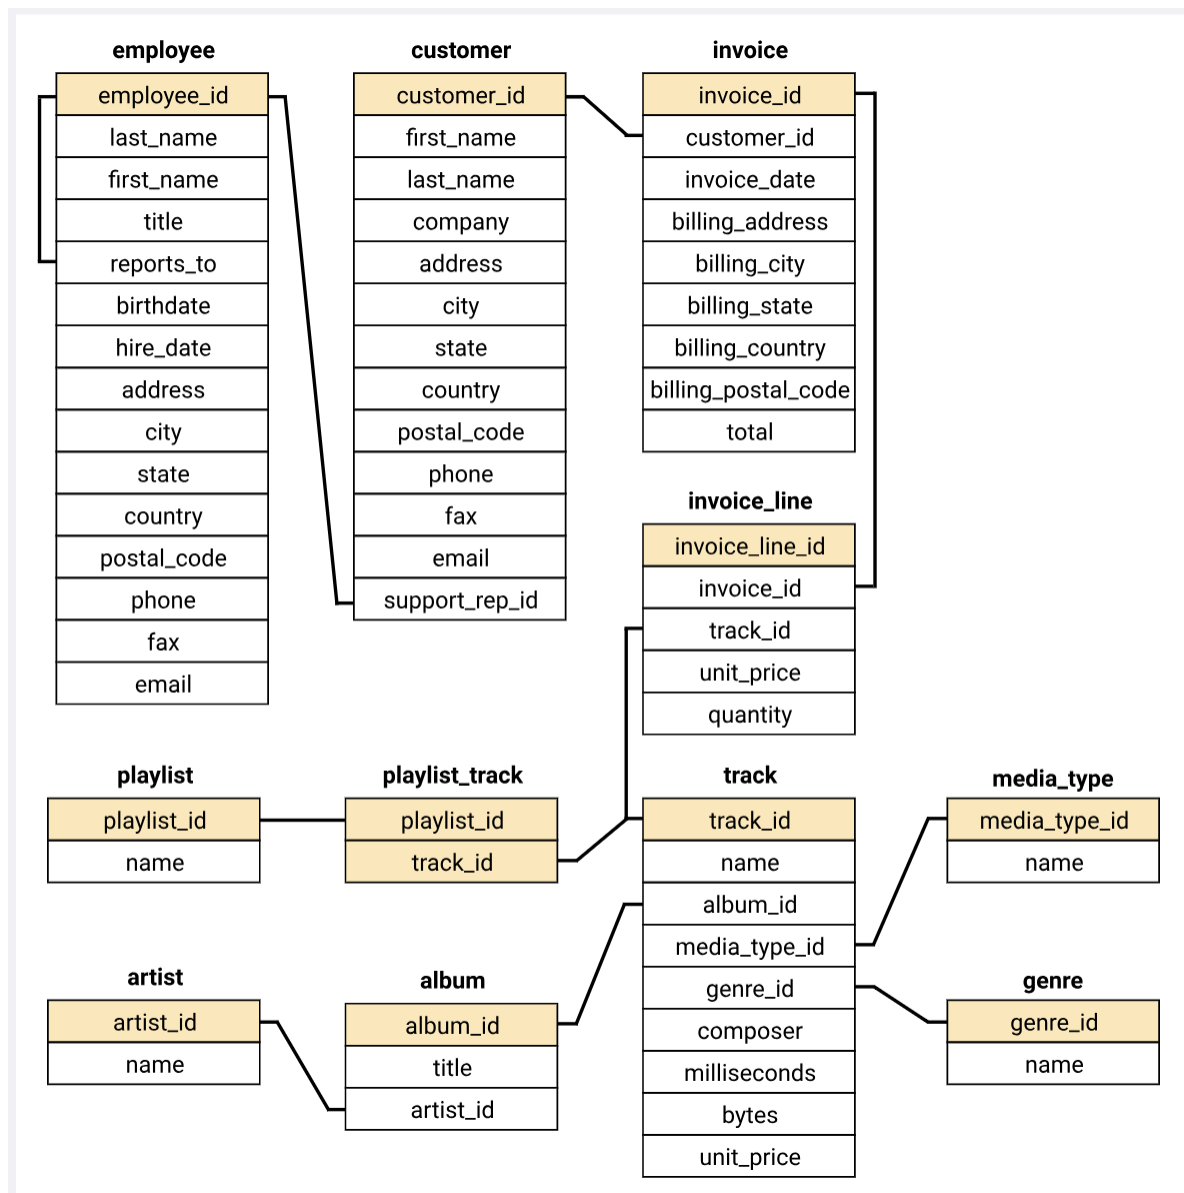 employee
employee_id
last_name
first_name
title
reports_to
birthdate
hire_date
address
city
state
country
postal_code
phone
fax
email
customer
customer_id
first_name
last_name
company
address
city
state
country
postal_code
phone
fax
email
support_rep_id
invoice
invoice_id
customer_id
invoice_date
billing_address
billing_city
billing_state
billing_country
billing_postal_code
total
invoice_line
invoice_line_id
invoice_id
track_id
unit_price
quantity
playlist
playlist_id
name
playlist_track
playlist_id
track_id
track
track_id
name
album_id
media_type_id
genre_id
composer
milliseconds
bytes
unit_price
media_type
media_type_id
name
artist
artist_id
name
album
album_id
title
artist_id
genre
genre_id
name